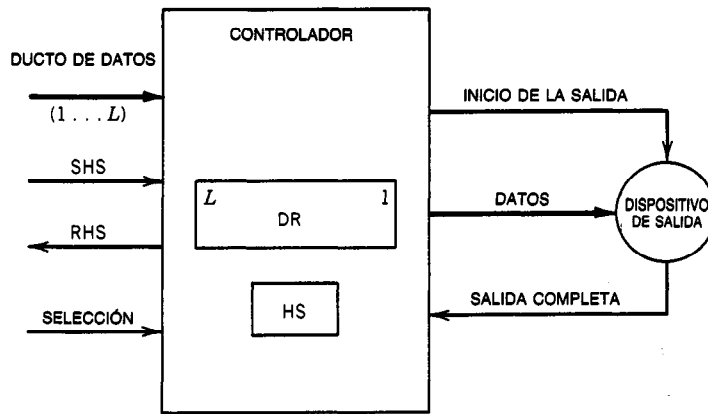 CONTROLADOR
DUCTO DE DATOS
(1 . . . L)
INICIO DE LA SALIDA
SHS
L 1
DR
DATOS
DISPOSITIVO
DE SALIDA
RHS
SALIDA COMPLETA
SELECCIÓN
HS